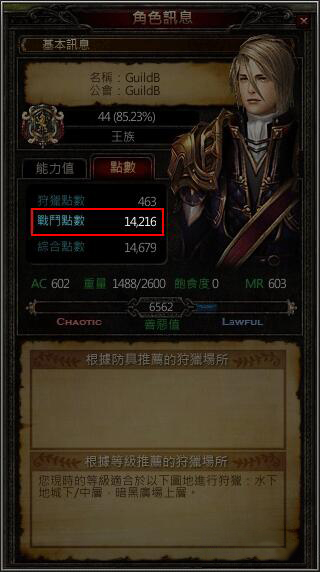 角色訊息
基本訊息
名稱 : GuildB
公會 : GuildB
44 (85.23%)
王族
能力值 點數
狩獵點數 463
戰鬥點數 14,216
綜合點數 14,679
AC 602 重量 1488/2600 飽食度 0 MR 603
6562
CHAOTIC 善惡值 LAWFUL
根據防具推薦的狩獵場所
根據等級推薦的狩獵場所
您現時的等級適合於以下圖地進行狩獵 : 水下
地城下/中層，暗黑廣場上層。